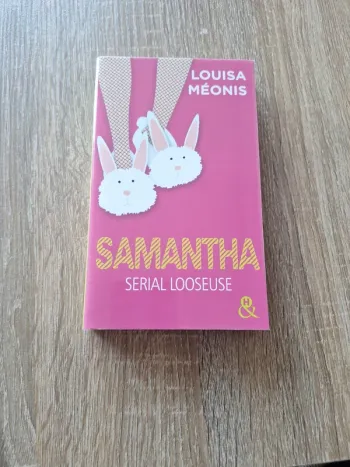 LOUISA
MÉONIS
SAMANTHA
SERIAL LOOSEUSE
H
&